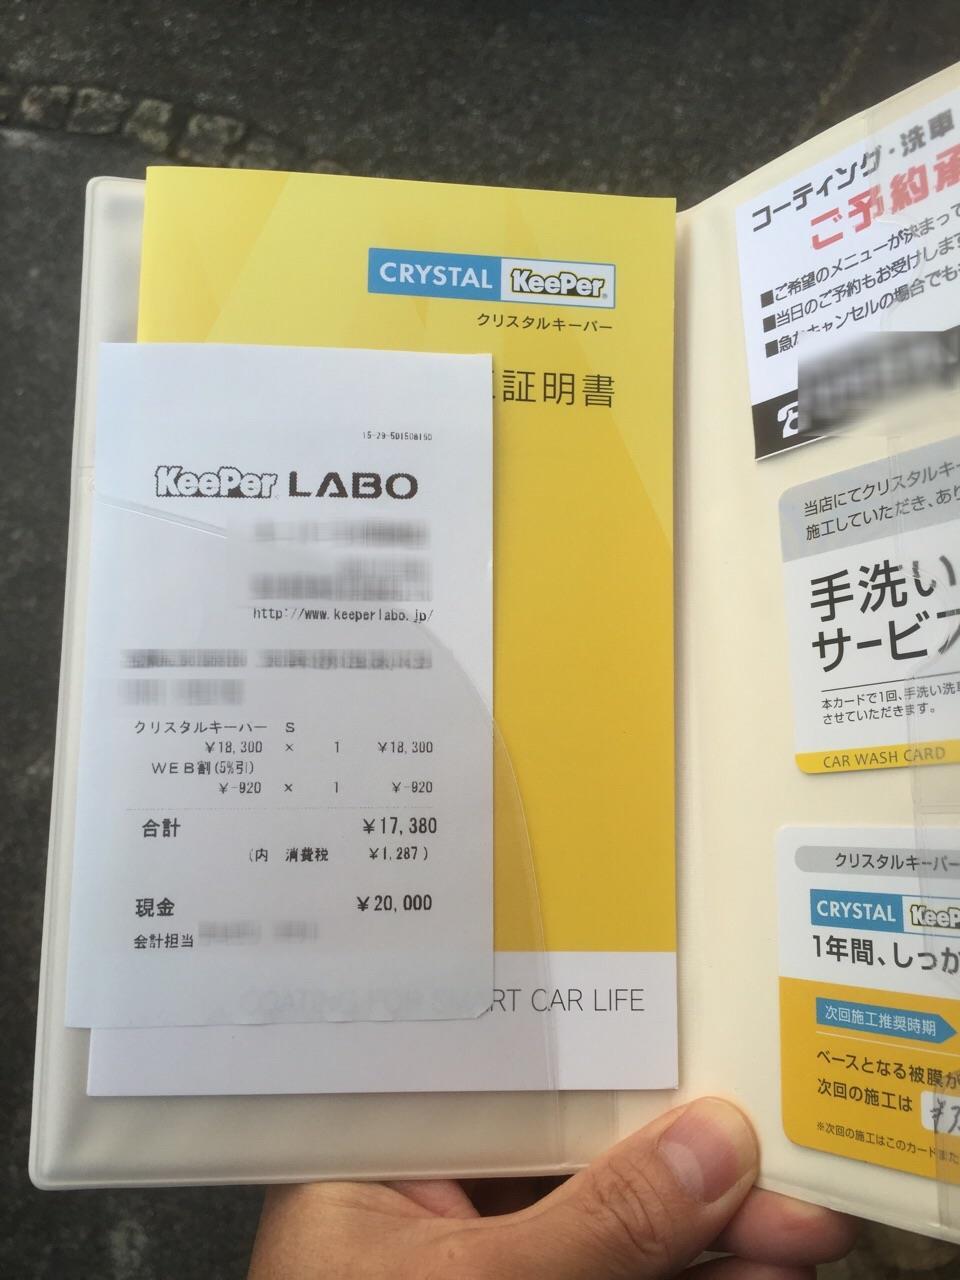 CRYSTAL KeePer
クリスタルキーパー
証明書
15-29-501508150
KeePer LABO
http://www.keeperlabo.jp/
クリスタルキーパー S
¥18,300 × 1 ¥18,300
WEB割(5%引)
¥-920 × 1 ¥-920
合計 ¥17,380
(内 消費税 ¥1,287)
現金 ¥20,000
会計担当
COATING FOR SMART CAR LIFE
コーティング・洗車
ご予約承
■ご希望のメニューが決まって
■当日のご予約もお受けします
■急なキャンセルの場合でも
当店にてクリスタルキー
施工していただき、あり
手洗い
サービス
本カードで1回、手洗い洗車
させていただきます。
CAR WASH CARD
クリスタルキーパー
CRYSTAL KeeP
1年間、しっか
次回施工推奨時期
ベースとなる被膜が
次回の施工は
※次回の施工はこのカードまた